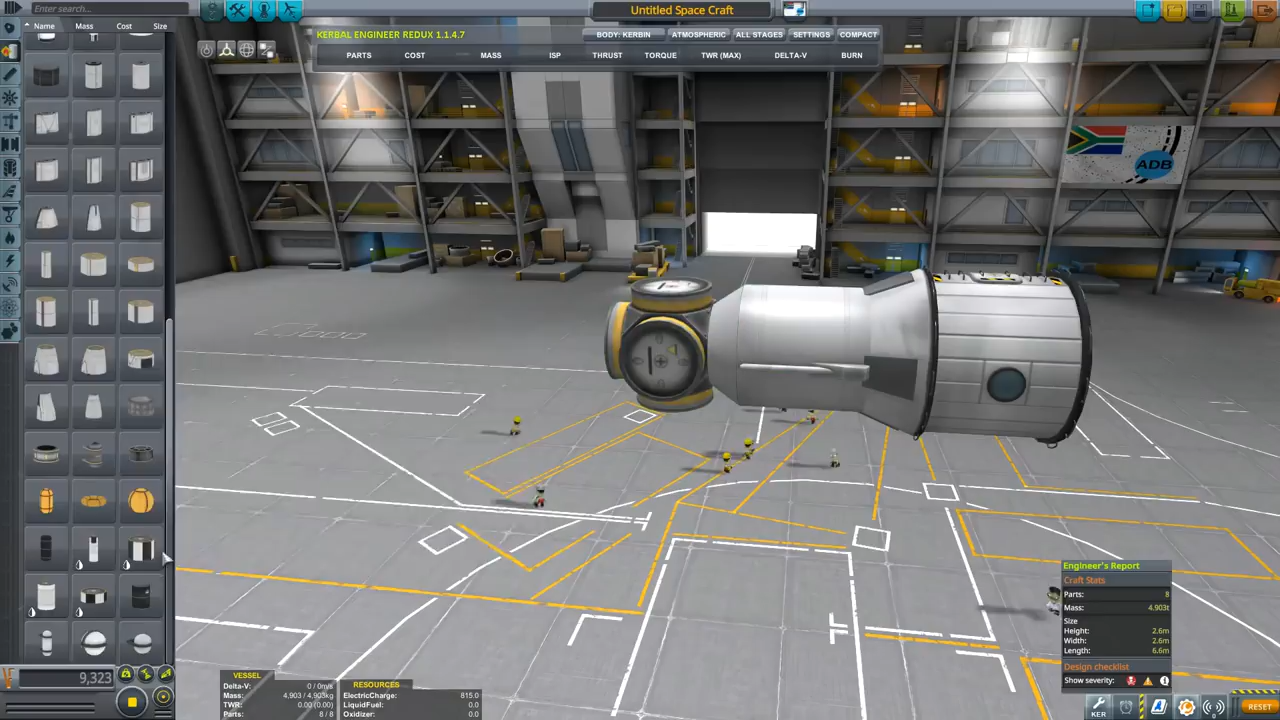 Enter search...
Untitled Space Craft
Name Mass Cost Size
KERBAL ENGINEER REDUX 1.1.4.7
BODY: KERBIN ATMOSPHERIC ALL STAGES SETTINGS COMPACT
PARTS COST MASS ISP THRUST TORQUE TWR (MAX) DELTA-V BURN
ADB
Engineer's Report
Craft Stats
Parts: 8
Mass: 4.903t
Size
Height: 2.6m
Width: 2.6m
Length: 6.6m
Design checklist
Show severity:
9,323
VESSEL
Delta-V: 0 / 0m/s
Mass: 4,903 / 4,903kg
TWR: 0.00 (0.00)
Parts: 8 / 8
RESOURCES
ElectricCharge: 815.0
LiquidFuel: 0.0
Oxidizer: 0.0
KER
RESET